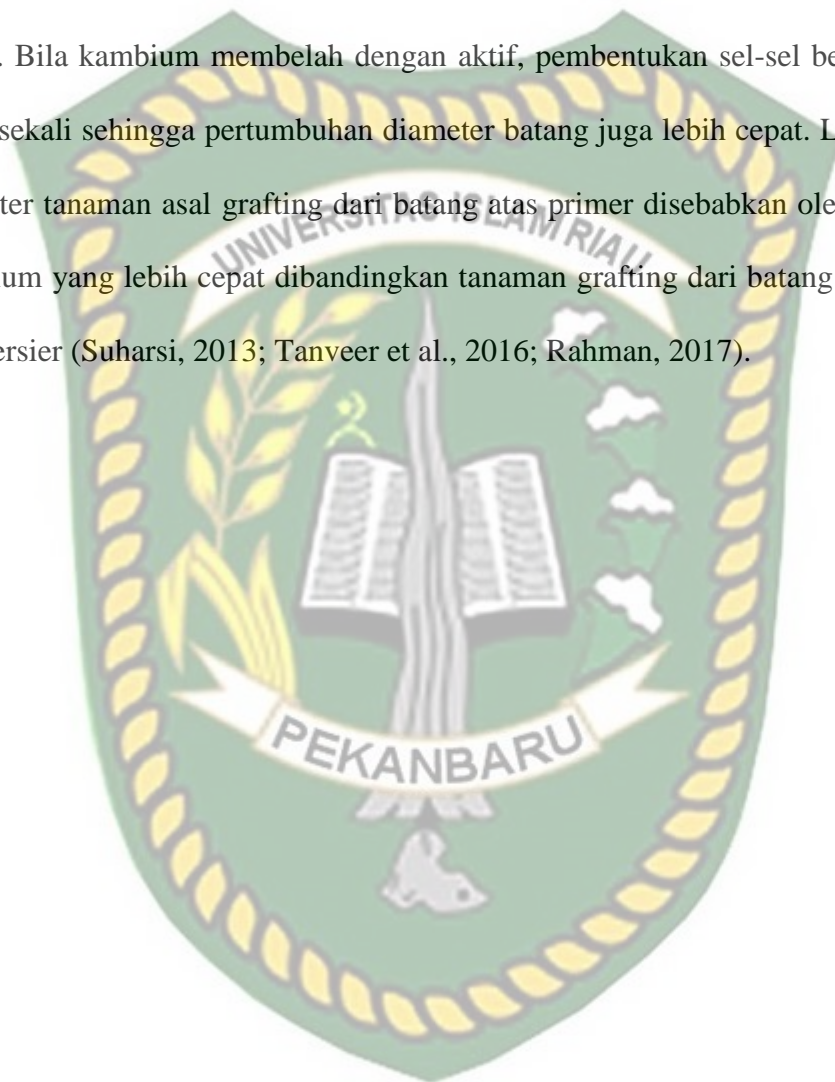 . Bila kambium membelah dengan aktif, pembentukan sel-sel be
sekali sehingga pertumbuhan diameter batang juga lebih cepat. L
ter tanaman asal grafting dari batang atas primer disebabkan ole
um yang lebih cepat dibandingkan tanaman grafting dari batang
ersier (Suharsi, 2013; Tanveer et al., 2016; Rahman, 2017).
UNIVERSITAS ISLAM RIAU
PEKANBARU